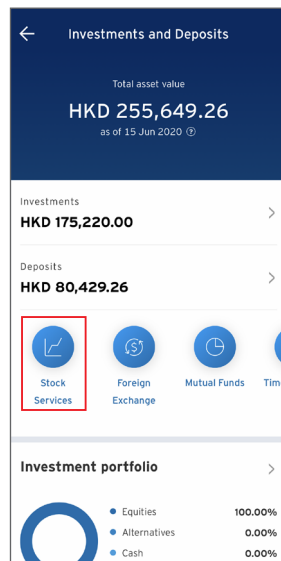 Investments and Deposits
Total asset value
HKD 255,649.26
as of 15 Jun 2020 ?
Investments
HKD 175,220.00
Deposits
HKD 80,429.26
Stock Services
Foreign Exchange
Mutual Funds
Investment portfolio
Equities 100.00%
Alternatives 0.00%
Cash 0.00%